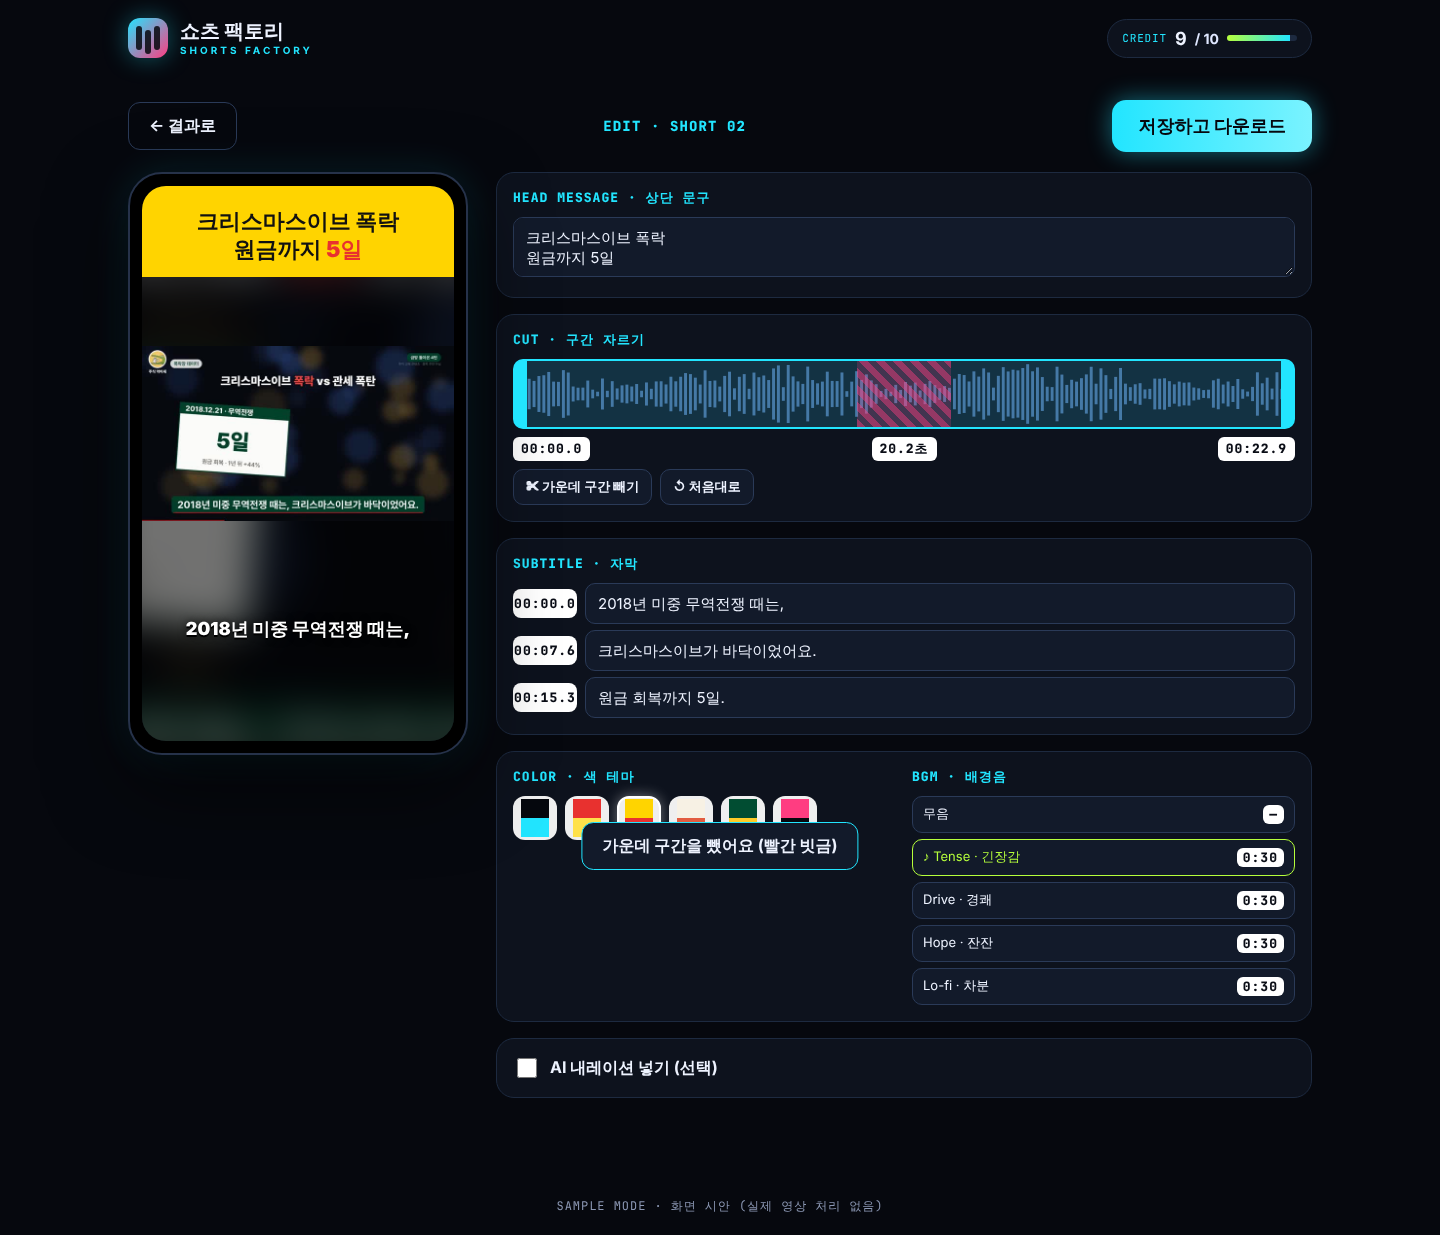 쇼츠 팩토리
SHORTS FACTORY
CREDIT 9 / 10
← 결과로
EDIT · SHORT 02
저장하고 다운로드
크리스마스이브 폭락
원금까지 5일
크리스마스이브 폭락 vs 관세 폭탄
2018.12.21 · 무역전쟁
5일
원금 회복 · 1년 뒤 +44%
2018년 미중 무역전쟁 때는, 크리스마스이브가 바닥이었어요.
2018년 미중 무역전쟁 때는,
HEAD MESSAGE · 상단 문구
크리스마스이브 폭락
원금까지 5일
CUT · 구간 자르기
00:00.0
20.2초
00:22.9
✂ 가운데 구간 빼기
↺ 처음대로
SUBTITLE · 자막
00:00.0 2018년 미중 무역전쟁 때는,
00:07.6 크리스마스이브가 바닥이었어요.
00:15.3 원금 회복까지 5일.
COLOR · 색 테마
가운데 구간을 뺐어요 (빨간 빗금)
BGM · 배경음
무음 —
♪ Tense · 긴장감 0:30
Drive · 경쾌 0:30
Hope · 잔잔 0:30
Lo-fi · 차분 0:30
AI 내레이션 넣기 (선택)
SAMPLE MODE · 화면 시안 (실제 영상 처리 없음)